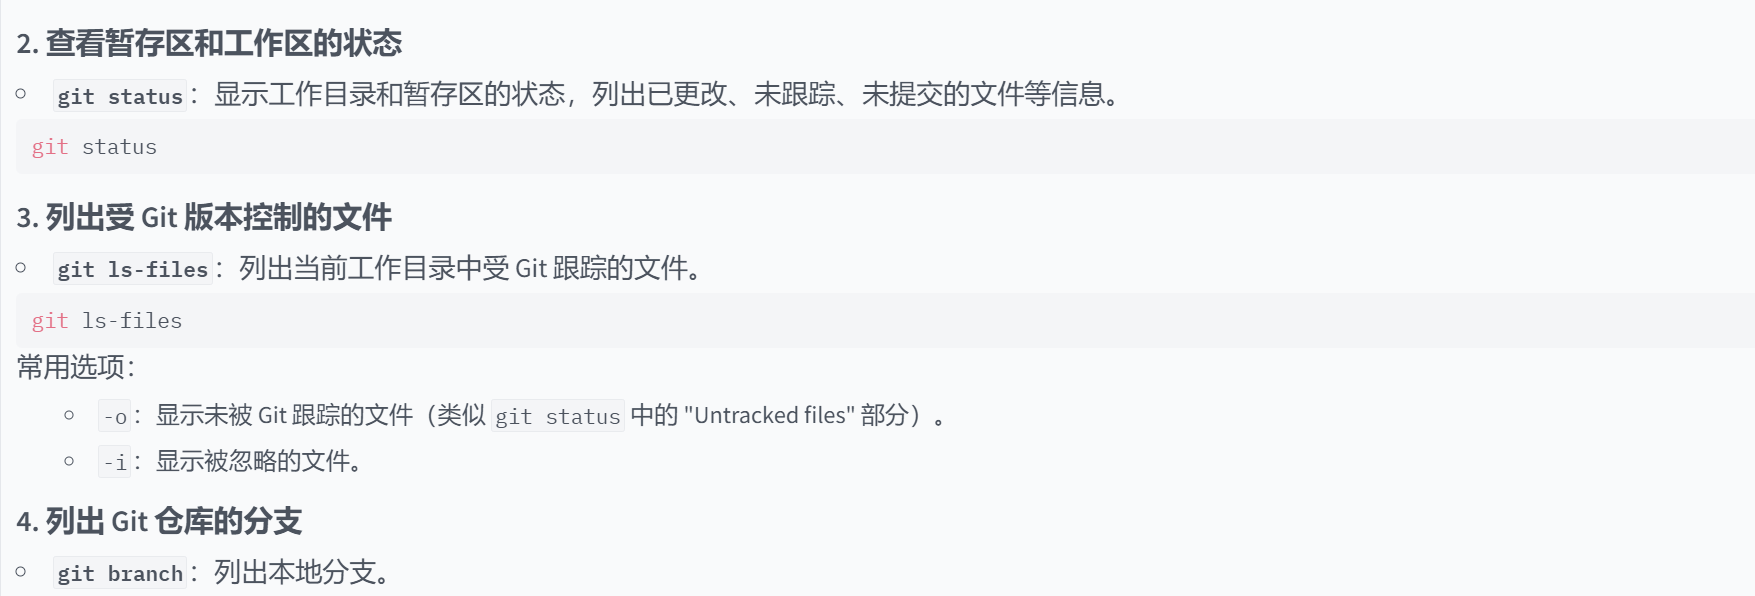 2. 查看暂存区和工作区的状态
git status：显示工作目录和暂存区的状态，列出已更改、未跟踪、未提交的文件等信息。
git status
3. 列出受 Git 版本控制的文件
git ls-files：列出当前工作目录中受 Git 跟踪的文件。
git ls-files
常用选项：
-o：显示未被 Git 跟踪的文件（类似 git status 中的 "Untracked files" 部分）。
-i：显示被忽略的文件。
4. 列出 Git 仓库的分支
git branch：列出本地分支。